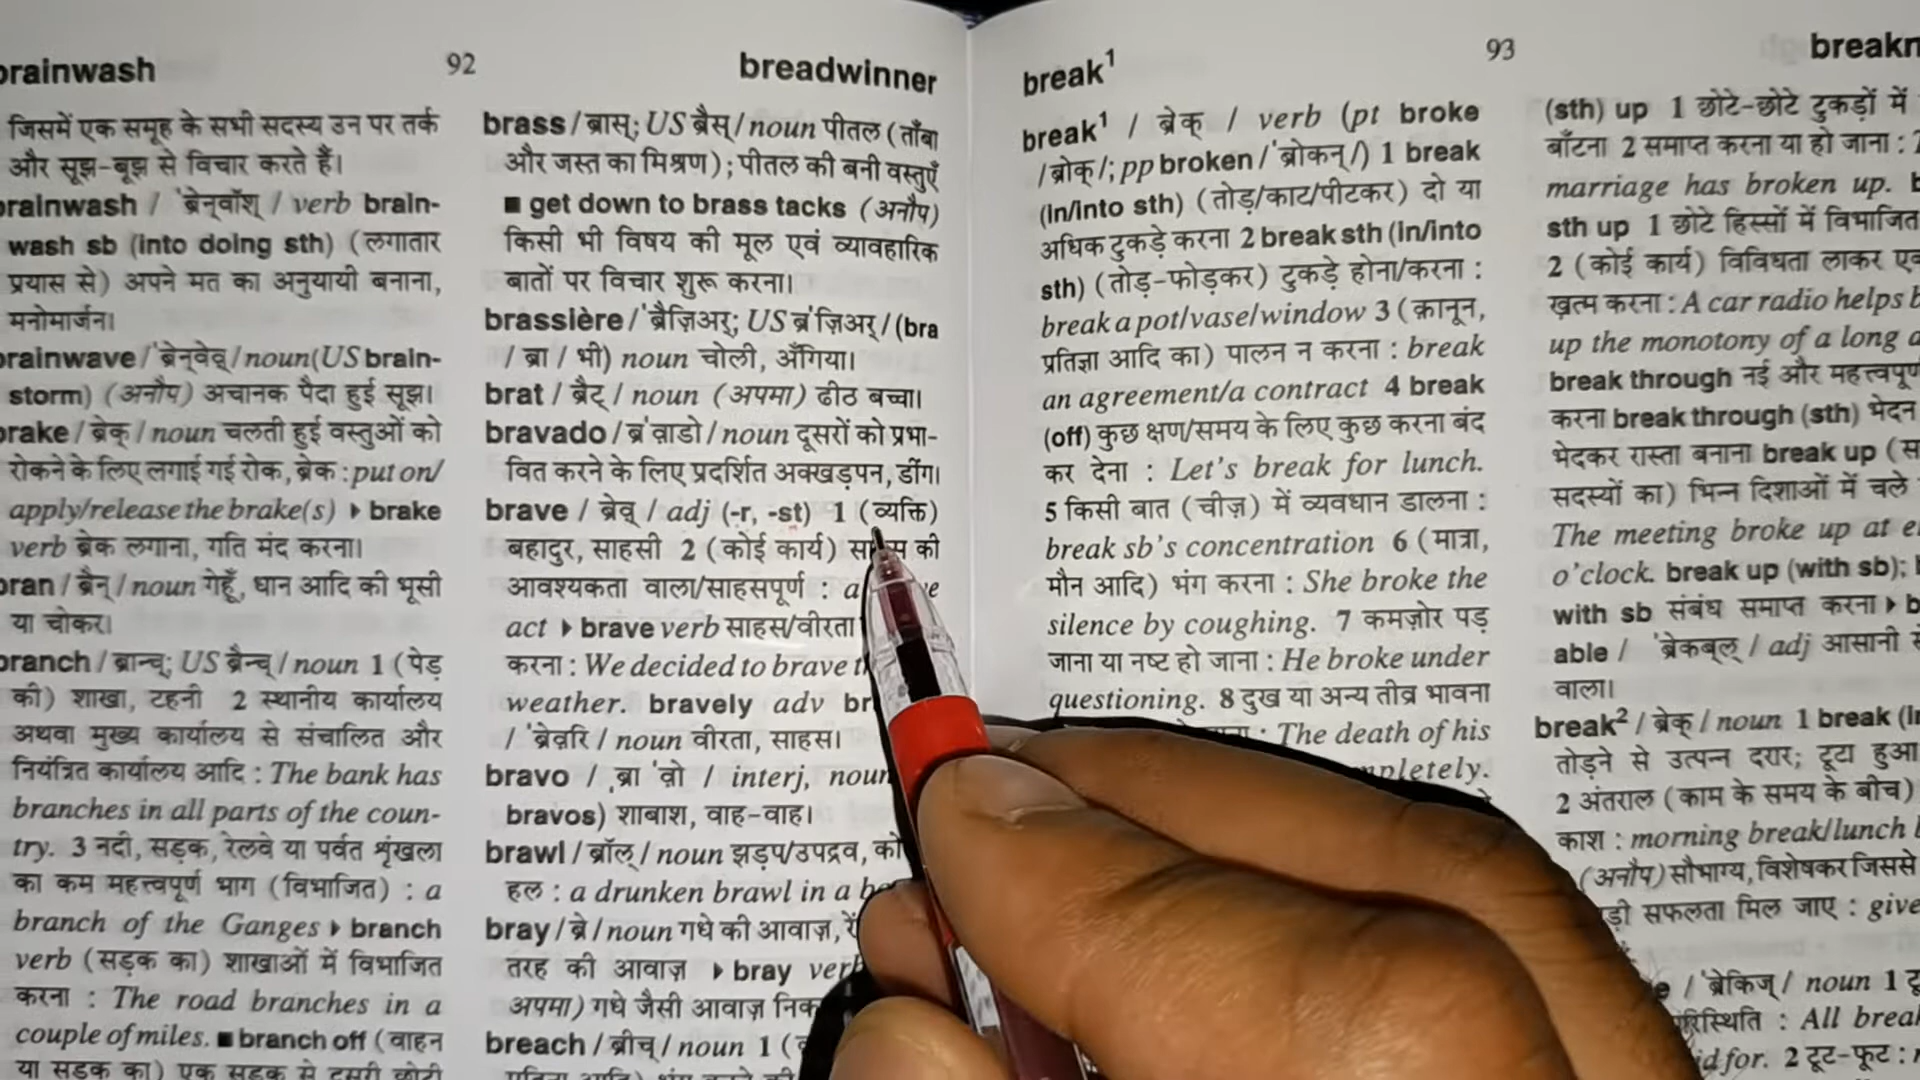 brainwash
92
breadwinner
जिसमें एक समूह के सभी सदस्य उन पर तर्क
और सूझ-बूझ से विचार करते हैं।
brainwash / 'ब्रेन्वॉश् / verb brain-
wash sb (into doing sth) (लगातार
प्रयास से) अपने मत का अनुयायी बनाना,
मनोमार्जन।
brainwave / 'ब्रेन्वेव़् / noun (US brain-
storm) (अनौप) अचानक पैदा हुई सूझ।
brake / ब्रेक् / noun चलती हुई वस्तुओं को
रोकने के लिए लगाई गई रोक, ब्रेक : put on/
apply/release the brake(s) ▸ brake
verb ब्रेक लगाना, गति मंद करना।
bran / ब्रैन् / noun गेहूँ, धान आदि की भूसी
या चोकर।
branch / ब्रान्च्; US ब्रैन्च् / noun 1 (पेड़
की) शाखा, टहनी 2 स्थानीय कार्यालय
अथवा मुख्य कार्यालय से संचालित और
नियंत्रित कार्यालय आदि : The bank has
branches in all parts of the coun-
try. 3 नदी, सड़क, रेलवे या पर्वत शृंखला
का कम महत्त्वपूर्ण भाग (विभाजित) : a
branch of the Ganges ▸ branch
verb (सड़क का) शाखाओं में विभाजित
करना : The road branches in a
couple of miles. ■ branch off (वाहन
या सड़क का) एक सड़क से दूसरी छोटी
brass / ब्रास्; US ब्रैस् / noun पीतल (ताँबा
और जस्त का मिश्रण); पीतल की बनी वस्तुएँ
■ get down to brass tacks (अनौप)
किसी भी विषय की मूल एवं व्यावहारिक
बातों पर विचार शुरू करना।
brassière / 'ब्रैज़िअर्; US ब्र'ज़िअर् / (bra
/ ब्रा / भी) noun चोली, अँगिया।
brat / ब्रैट् / noun (अपमा) ढीठ बच्चा।
bravado / ब्र'व़ाडो / noun दूसरों को प्रभा-
वित करने के लिए प्रदर्शित अक्खड़पन, डींग।
brave / ब्रेव़् / adj (-r, -st) 1 (व्यक्ति)
बहादुर, साहसी 2 (कोई कार्य) की
आवश्यकता वाला/साहसपूर्ण : a
act ▸ brave verb साहस/वीरता
करना : We decided to brave
weather. bravely adv
/ 'ब्रेव़रि / noun वीरता, साहस।
bravo / ˌब्रा 'व़ो / interj, noun
bravos) शाबाश, वाह-वाह।
brawl / ब्रॉल् / noun झड़प/उपद्रव,
हल : a drunken brawl in a
bray / ब्रे / noun गधे की आवाज़,
तरह की आवाज़ ▸ bray verb
अपमा) गधे जैसी आवाज़
breach / ब्रीच् / noun 1
break¹
93
break¹ / ब्रेक् / verb (pt broke
/ ब्रोक् /; pp broken / 'ब्रोकन् /) 1 break
(in/into sth) (तोड़/काट/पीटकर) दो या
अधिक टुकड़े करना 2 break sth (in/into
sth) (तोड़-फोड़कर) टुकड़े होना/करना :
break a pot/vase/window 3 (क़ानून,
प्रतिज्ञा आदि का) पालन न करना : break
an agreement/a contract 4 break
(off) कुछ क्षण/समय के लिए कुछ करना बंद
कर देना : Let's break for lunch.
5 किसी बात (चीज़) में व्यवधान डालना :
break sb's concentration 6 (मात्रा,
मौन आदि) भंग करना : She broke the
silence by coughing. 7 कमज़ोर पड़
जाना या नष्ट हो जाना : He broke under
questioning. 8 दुख या अन्य तीव्र भावना
: The death of his
(sth) up 1 छोटे-छोटे टुकड़ों में
बाँटना 2 समाप्त करना या हो जाना :
marriage has broken up.
sth up 1 छोटे हिस्सों में विभाजित
2 (कोई कार्य) विविधता लाकर
ख़त्म करना : A car radio helps
up the monotony of a long
break through नई और महत्त्वपूर्ण
करना break through (sth) भेदन
भेदकर रास्ता बनाना break up
सदस्यों का) भिन्न दिशाओं में चले
The meeting broke up at
o'clock. break up (with sb);
with sb संबंध समाप्त करना ▸
able / 'ब्रेकब्ल् / adj आसानी
वाला।
break² / ब्रेक् / noun 1 break
तोड़ने से उत्पन्न दरार; टूटा हुआ
2 अंतराल (काम के समय के बीच)
काश : morning break/lunch
(अनौप) सौभाग्य, विशेषकर जिससे
सफलता मिल जाए : give
/ 'ब्रेकिज् / noun 1
: All
for. 2 टूट-फूट :